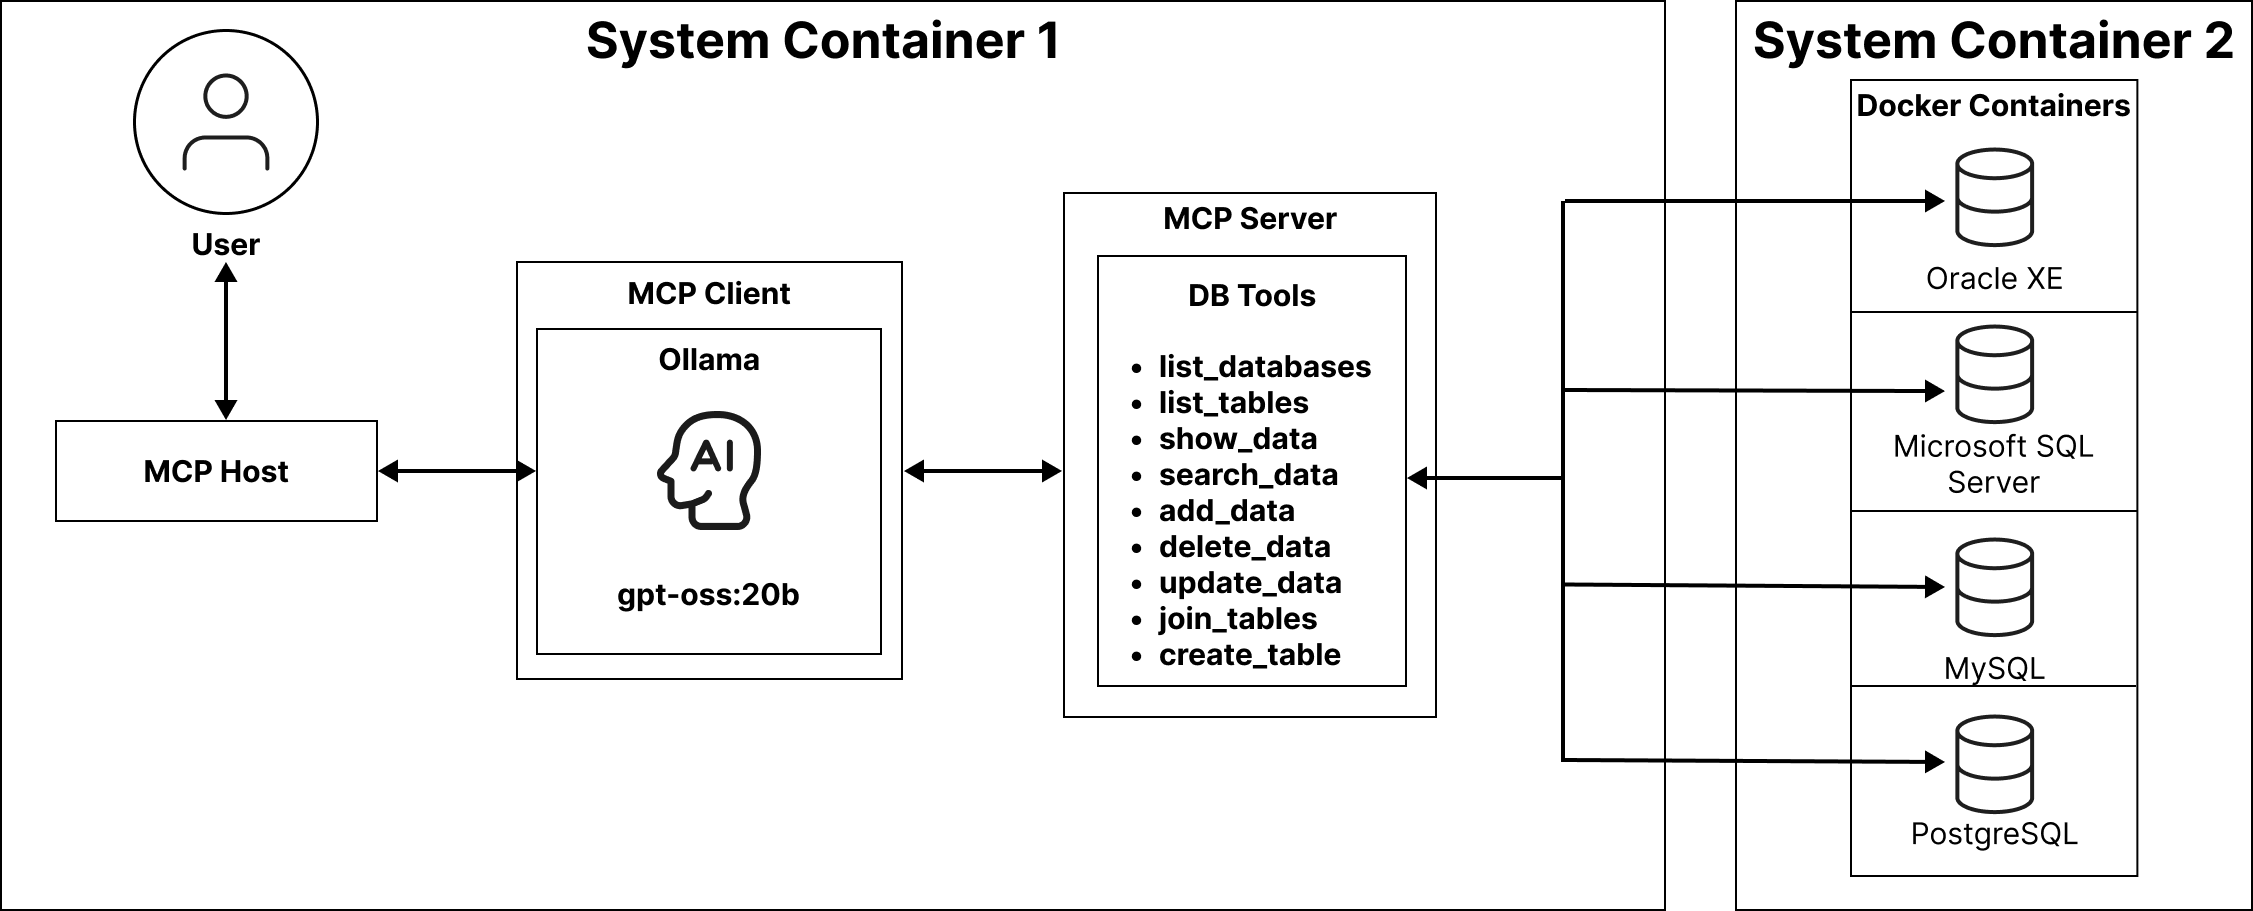 System Container 1
System Container 2
User
MCP Host
MCP Client
Ollama
AI
gpt-oss:20b
MCP Server
DB Tools
• list_databases
• list_tables
• show_data
• search_data
• add_data
• delete_data
• update_data
• join_tables
• create_table
Docker Containers
Oracle XE
Microsoft SQL
Server
MySQL
PostgreSQL